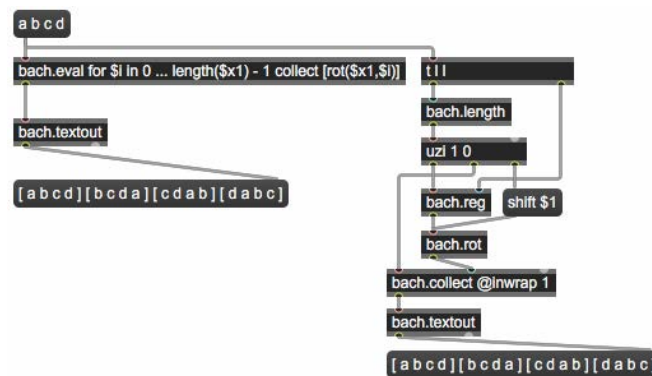 a b c d
bach.eval for $i in 0 ... length($x1) - 1 collect [rot($x1,$i)]
bach.textout
[ a b c d ] [ b c d a ] [ c d a b ] [ d a b c ]
t l l
bach.length
uzi 1 0
bach.reg
shift $1
bach.rot
bach.collect @inwrap 1
bach.textout
[ a b c d ] [ b c d a ] [ c d a b ] [ d a b c ]